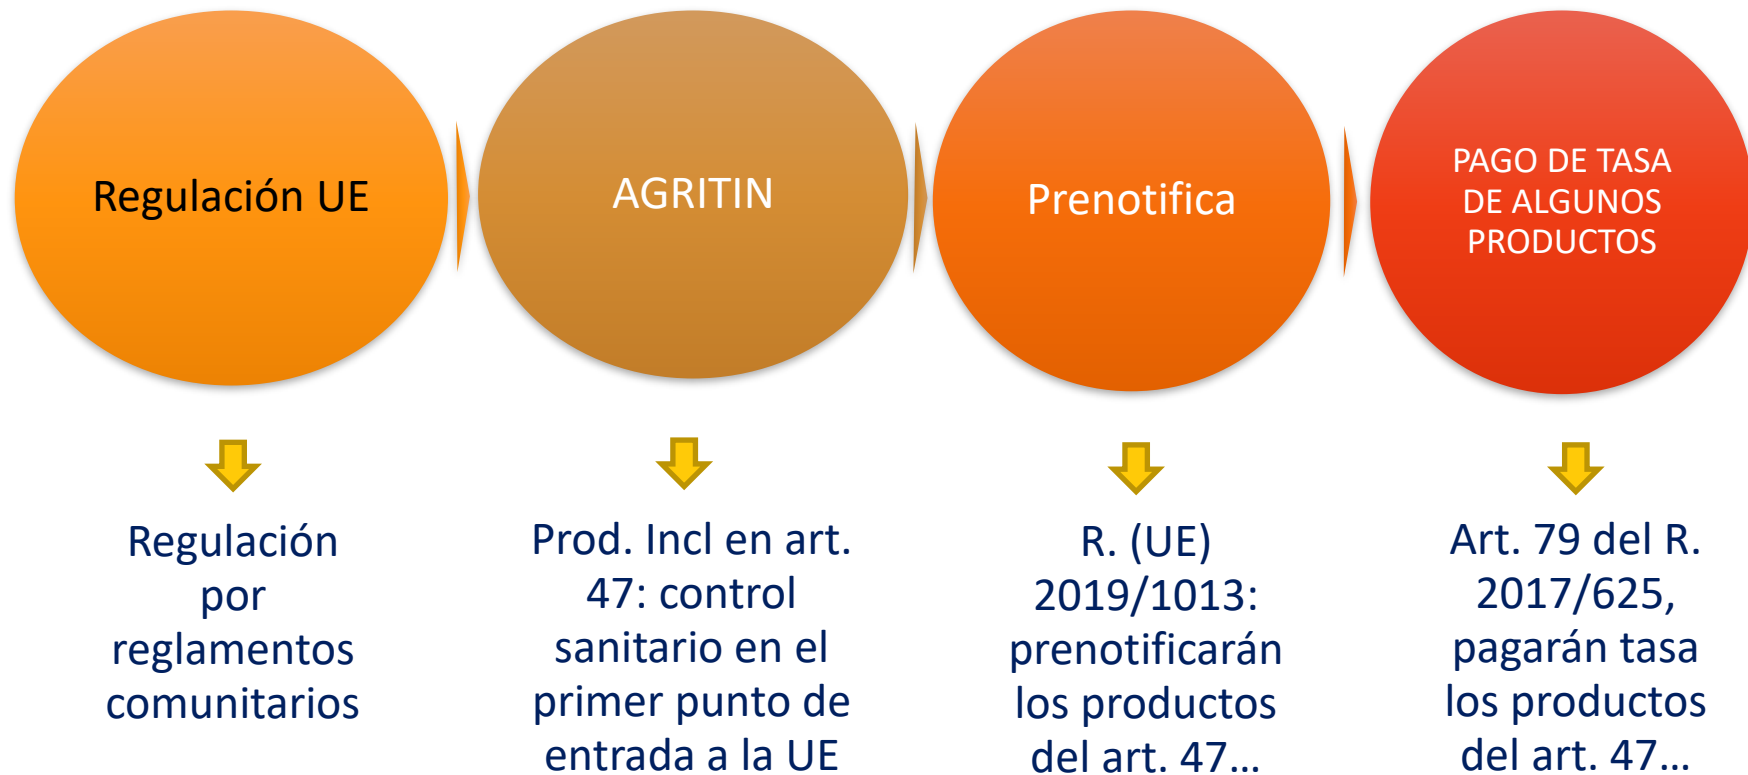 Regulación UE
AGRITIN
Prenotifica
PAGO DE TASA
DE ALGUNOS
PRODUCTOS
Regulación
por
reglamentos
comunitarios
Prod. Incl en art.
47: control
sanitario en el
primer punto de
entrada a la UE
R. (UE)
2019/1013:
prenotificarán
los productos
del art. 47...
Art. 79 del R.
2017/625,
pagarán tasa
los productos
del art. 47...